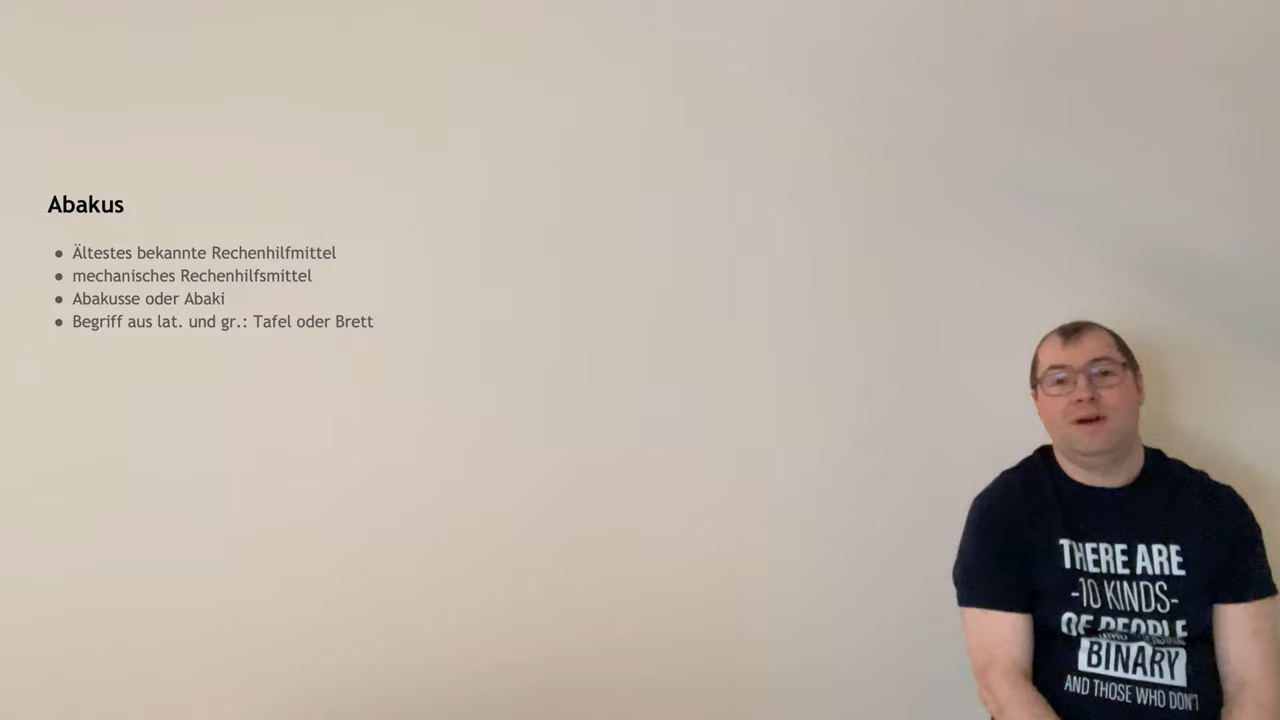 Abakus
● Ältestes bekannte Rechenhilfmittel
● mechanisches Rechenhilfsmittel
● Abakusse oder Abaki
● Begriff aus lat. und gr.: Tafel oder Brett
THERE ARE
-10 KINDS-
OF PEOPLE
BINARY
AND THOSE WHO DON'T